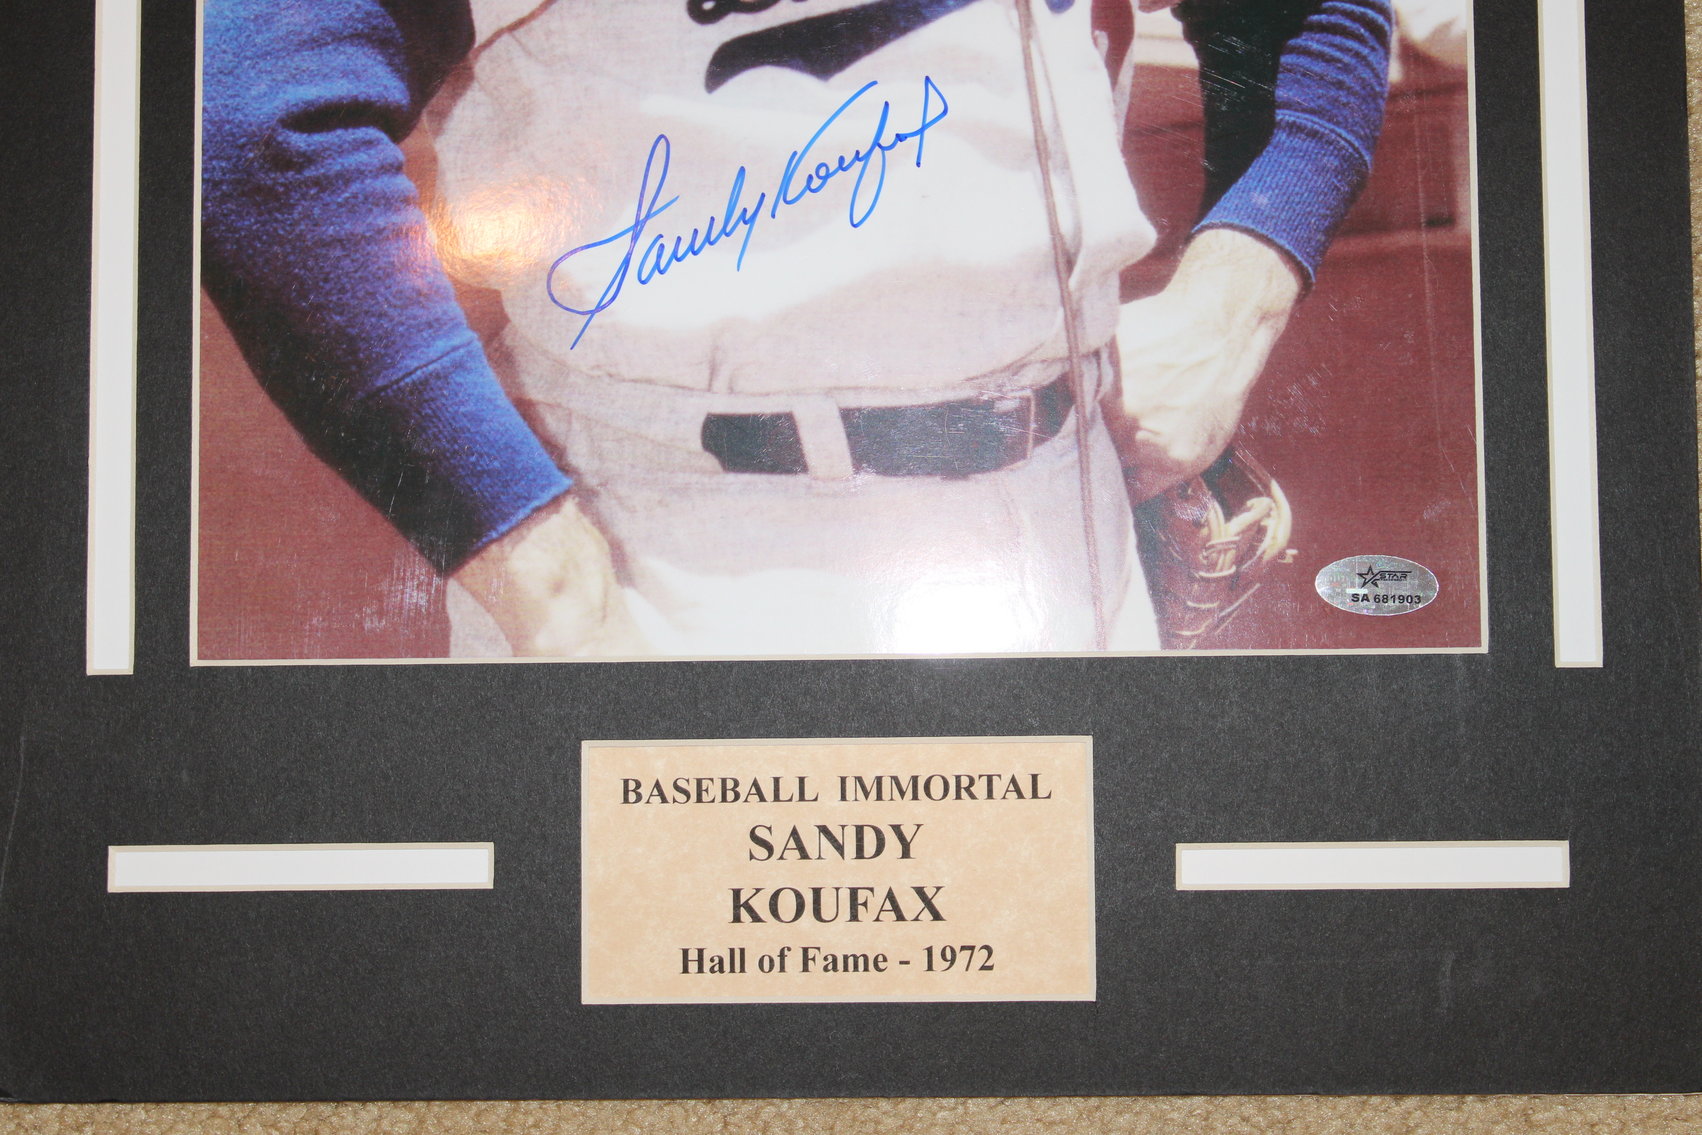 Sandy Koufax
STAR
SA 681903
BASEBALL IMMORTAL
SANDY
KOUFAX
Hall of Fame - 1972